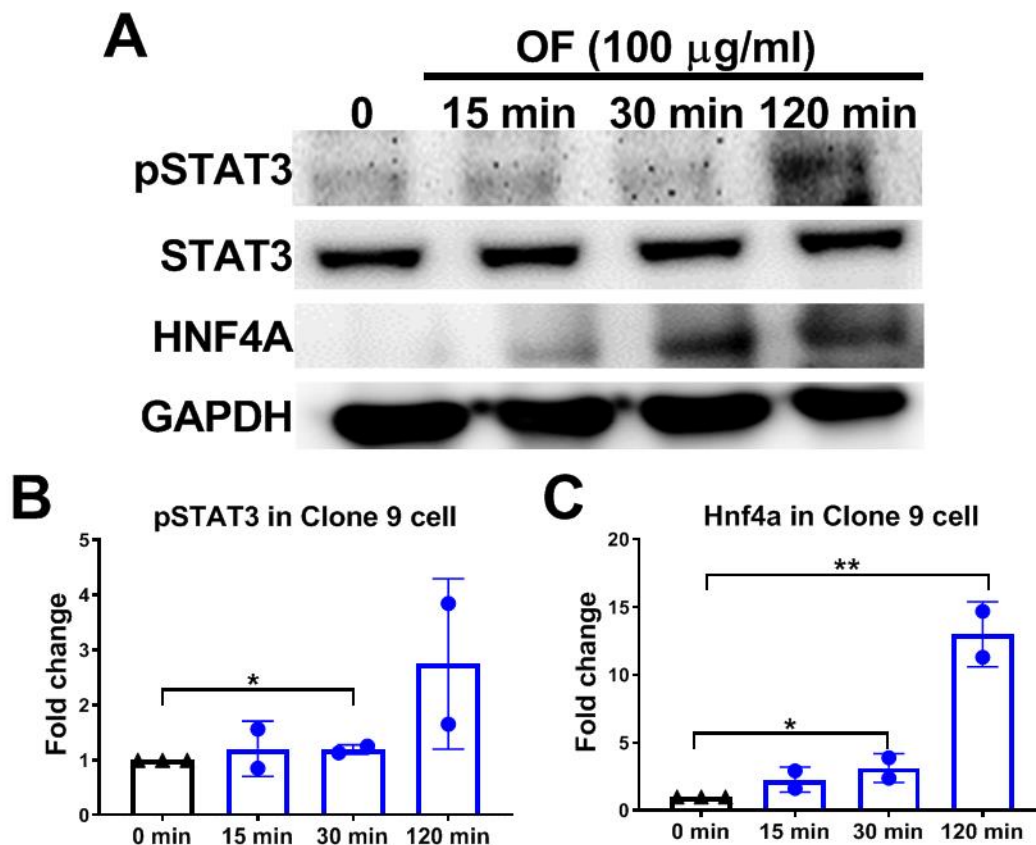 A
OF (100 μg/ml)
0 15 min 30 min 120 min
pSTAT3
STAT3
HNF4A
GAPDH
B
pSTAT3 in Clone 9 cell
Fold change
5
4
3
2
1
0
*
0 min 15 min 30 min 120 min
C
Hnf4a in Clone 9 cell
Fold change
20
15
10
5
0
**
*
0 min 15 min 30 min 120 min